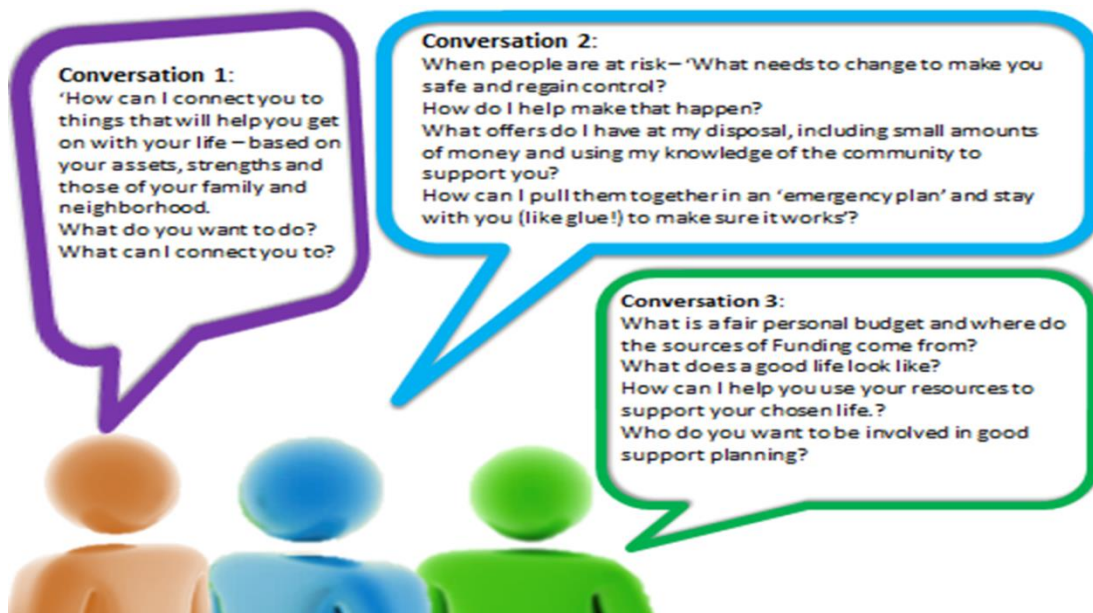 Conversation 1:
‘How can I connect you to
things that will help you get
on with your life – based on
your assets, strengths and
those of your family and
neighborhood.
What do you want to do?
What can I connect you to?
Conversation 2:
When people are at risk– ‘What needs to change to make you
safe and regain control?
How do I help make that happen?
What offers do I have at my disposal, including small amounts
of money and using my knowledge of the community to
support you?
How can I pull them together in an ‘emergency plan’ and stay
with you (like glue!) to make sure it works’?
Conversation 3:
What is a fair personal budget and where do
the sources of Funding come from?
What does a good life look like?
How can I help you use your resources to
support your chosen life.?
Who do you want to be involved in good
support planning?